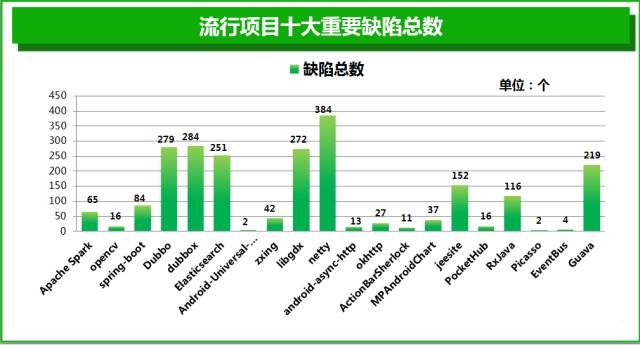 流行项目十大重要缺陷总数
缺陷总数
单位：个
450
400
350
300
250
200
150
100
50
0
65
16
84
279
284
251
2
42
272
384
13
27
11
37
152
16
116
2
4
219
Apache Spark
opencv
spring-boot
Dubbo
dubbox
Elasticsearch
Android-Universal-...
zxing
libgdx
netty
android-async-http
okhttp
ActionBarSherlock
MPAndroidChart
jeesite
PocketHub
RxJava
Picasso
EventBus
Guava